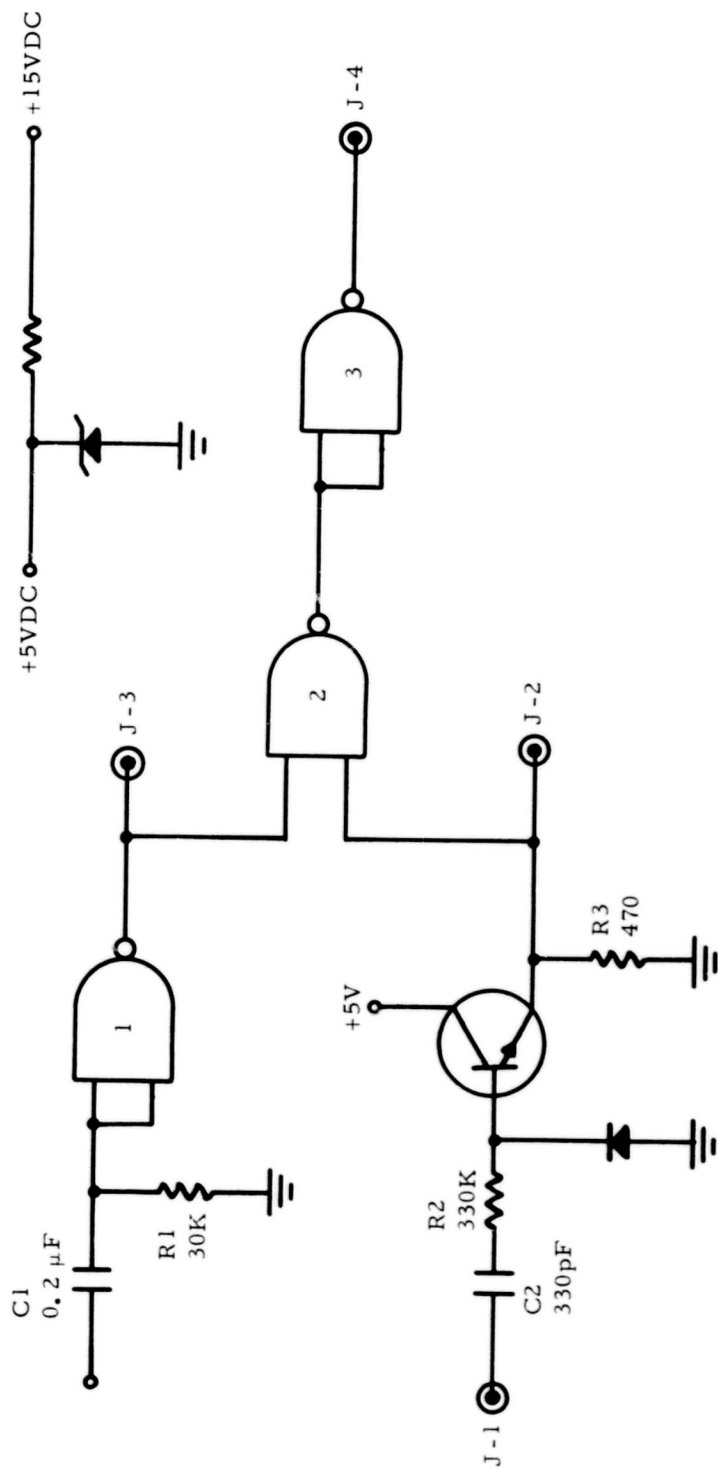 +5VDC
+15VDC
C1
0.2 µF
R1
30K
1
J-3
2
3
J-4
+5V
J-1
C2
330pF
R2
330K
R3
470
J-2